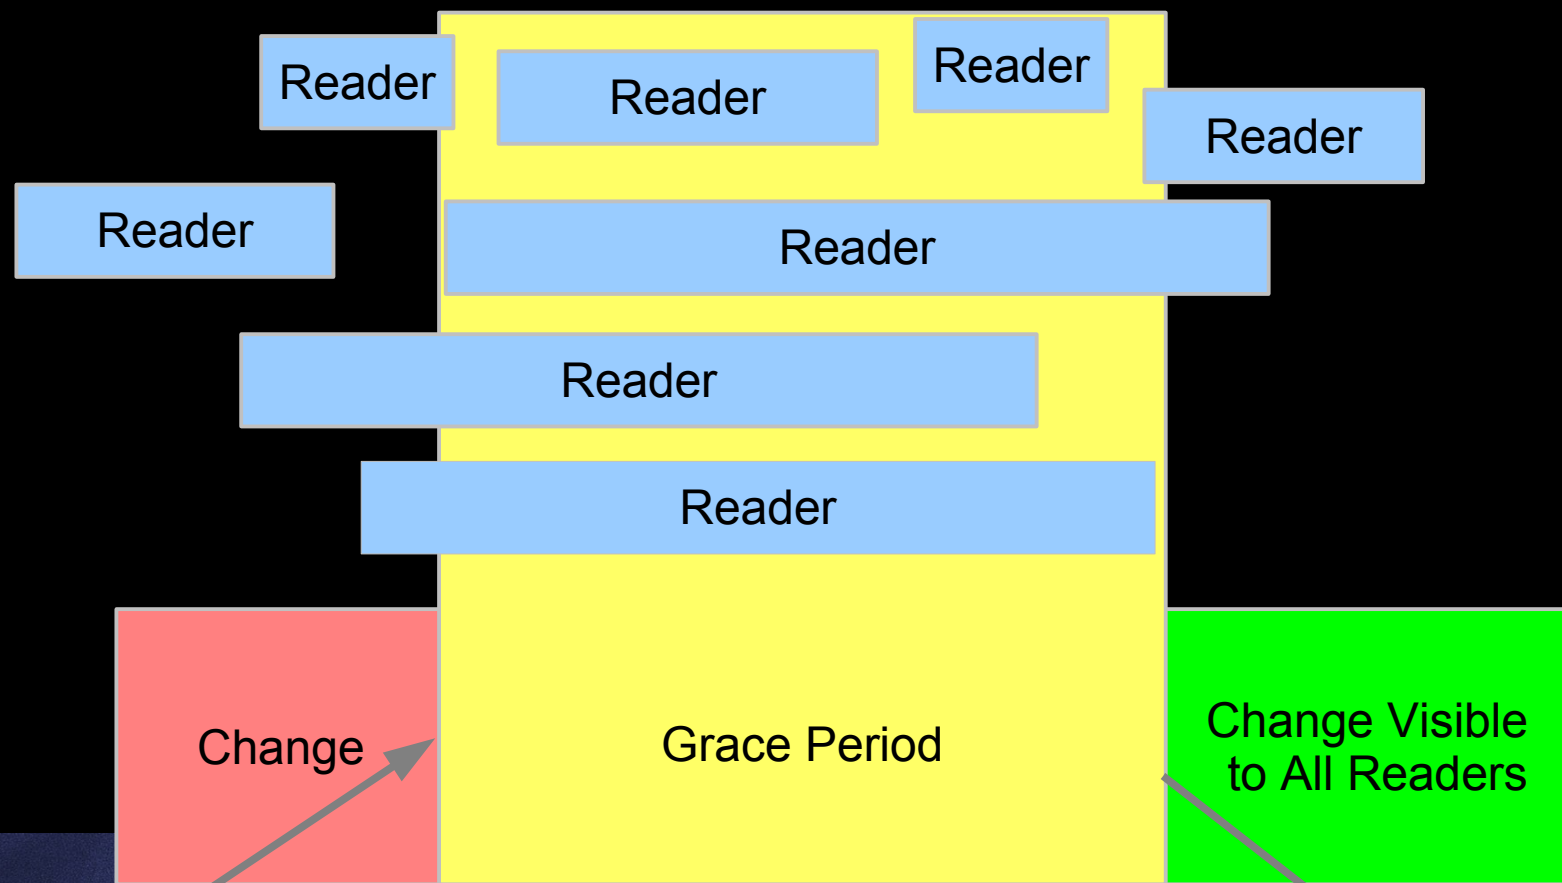 Reader
Reader
Reader
Reader
Reader
Reader
Reader
Reader
Change
Grace Period
Change Visible
to All Readers